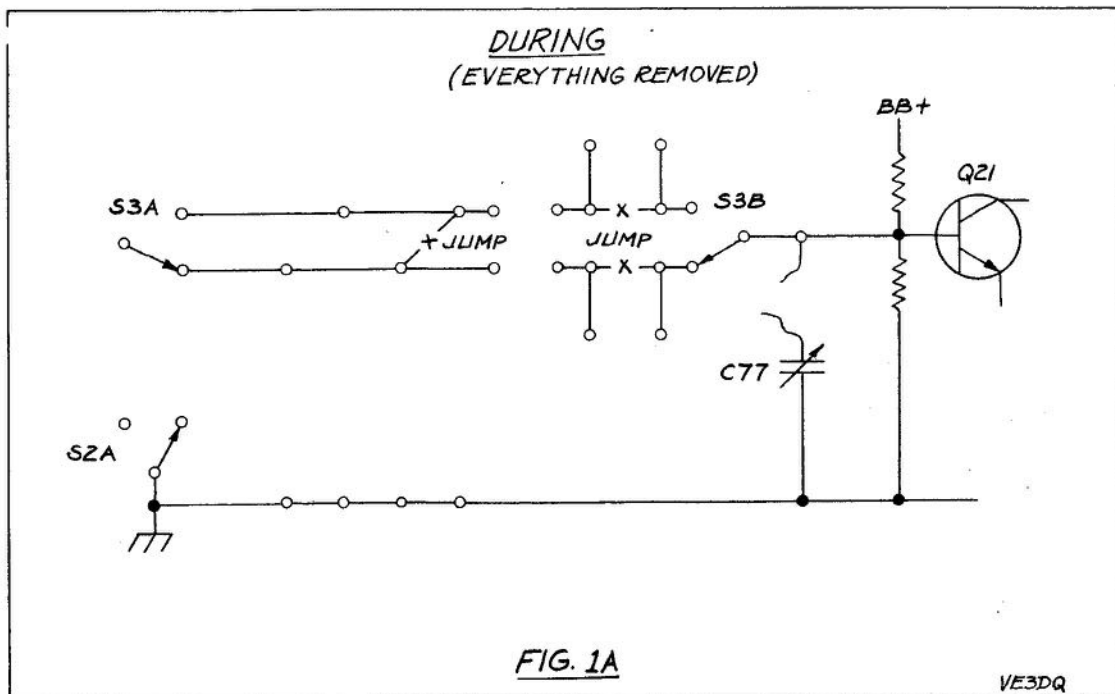 DURING
(EVERYTHING REMOVED)
BB+
Q21
S3A
S3B
+ JUMP
JUMP
X
X
C77
S2A
FIG. 1A
VE3DQ